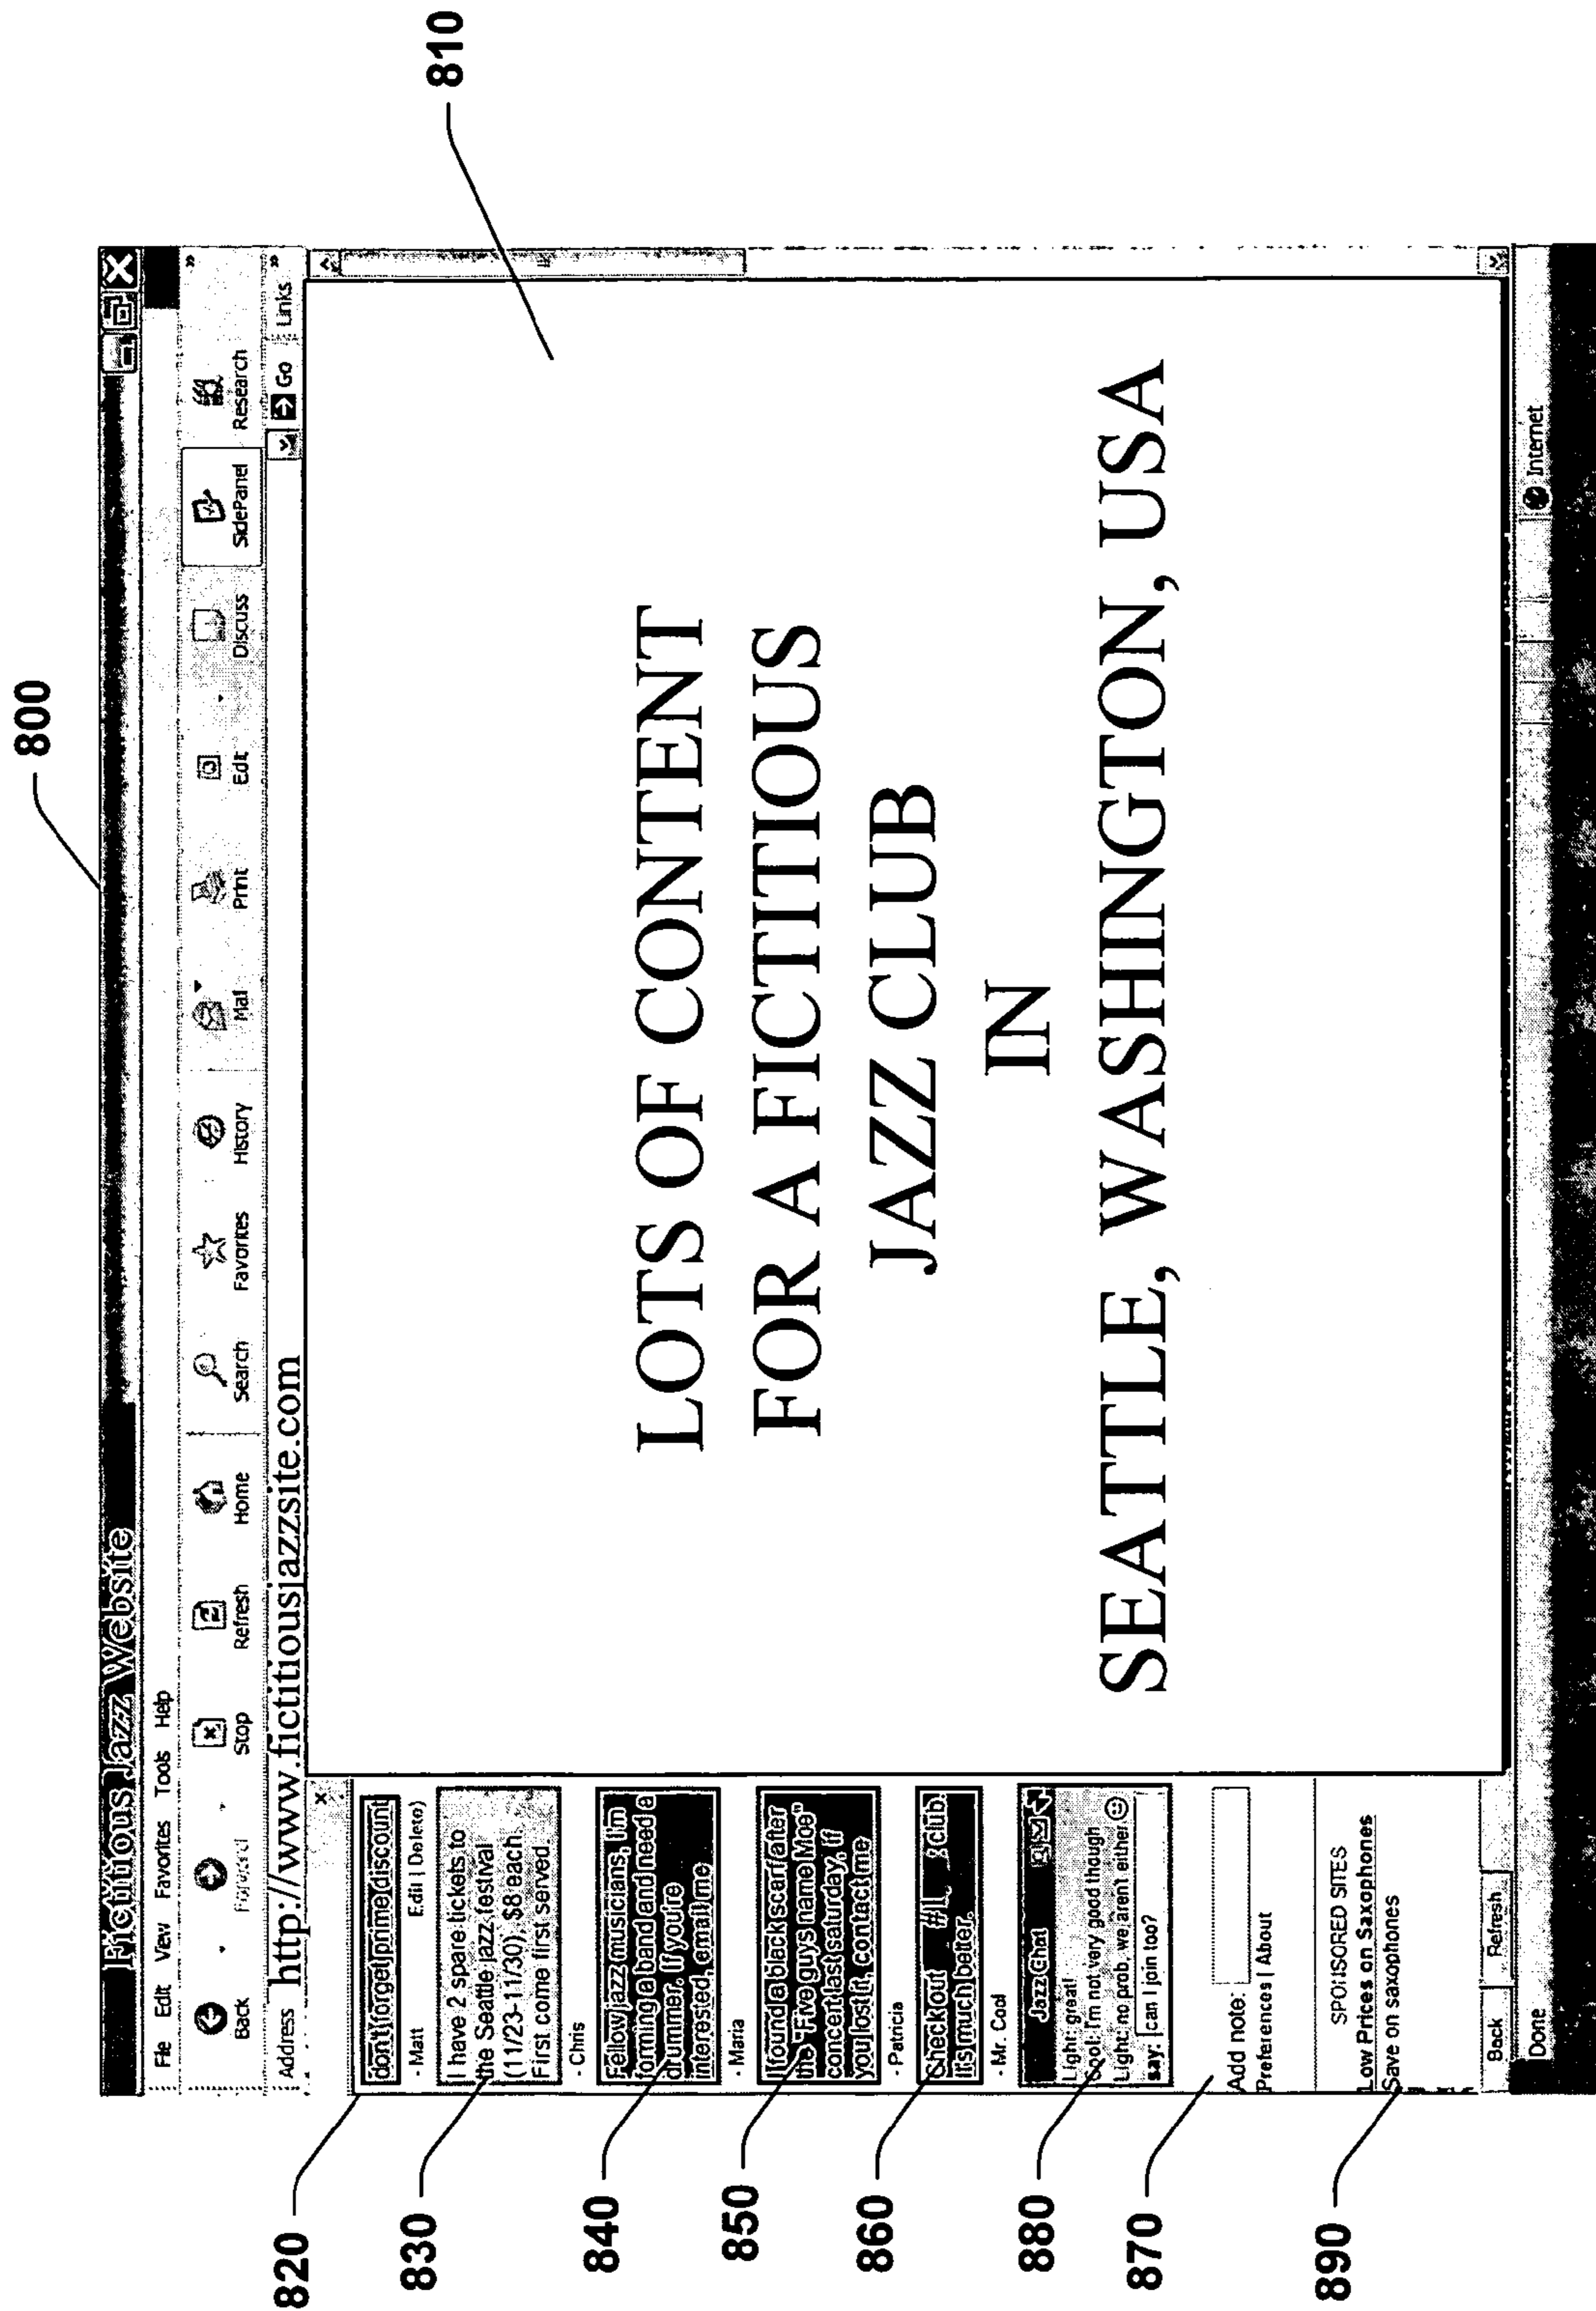 800
Fictitious Jazz Website
File Edit View Favorites Tools Help
Back Forward Stop Refresh Home Search Favorites History Mail Print Edit Discuss SidePanel Research
Address http://www.fictitiousjazzsite.com Go Links
810
820
don't forget prime discount
- Matt Edit | Delete
830
I have 2 spare tickets to
the Seattle jazz festival
(11/23-11/30), $8 each.
First come first served.
- Chris
840
Fellow jazz musicians, I'm
forming a band and need a
drummer. If you're
interested, email me
- Maria
850
I found a black scarf after
the "Five guys name Moe"
concert last saturday, if
you lost it, contact me
- Patricia
860
Checkout #1 club.
It's much better.
- Mr. Cool
880
Jazz Chat
Light: great!
Cool: I'm not very good though
Light: no prob, we arent either
say: can I join too?
870
Add note:
Preferences | About
890
SPONSORED SITES
Low Prices on Saxophones
Save on saxophones
Back Refresh
Done Internet
LOTS OF CONTENT
FOR A FICTITIOUS
JAZZ CLUB
IN
SEATTLE, WASHINGTON, USA